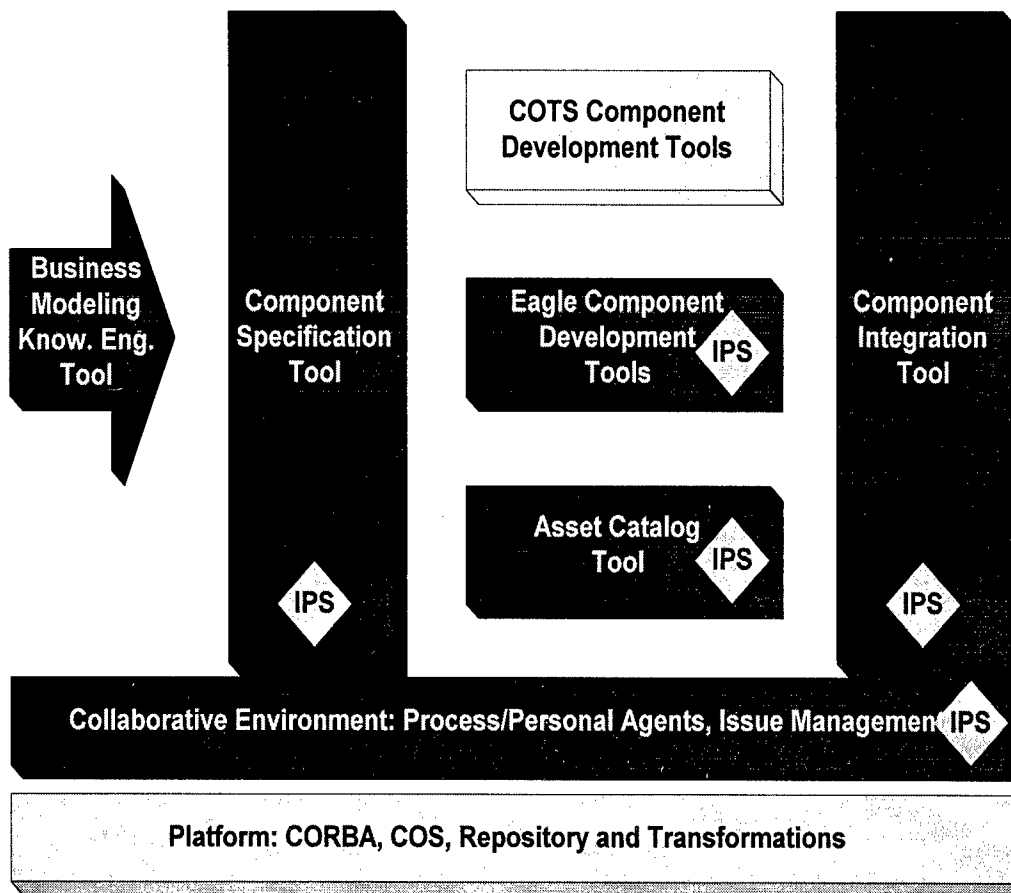 COTS Component
Development Tools
Business
Modeling
Know. Eng.
Tool
Component
Specification
Tool
Eagle Component
Development
Tools
IPS
Component
Integration
Tool
Asset Catalog
Tool
IPS
IPS
IPS
Collaborative Environment: Process/Personal Agents, Issue Managemen
IPS
Platform: CORBA, COS, Repository and Transformations